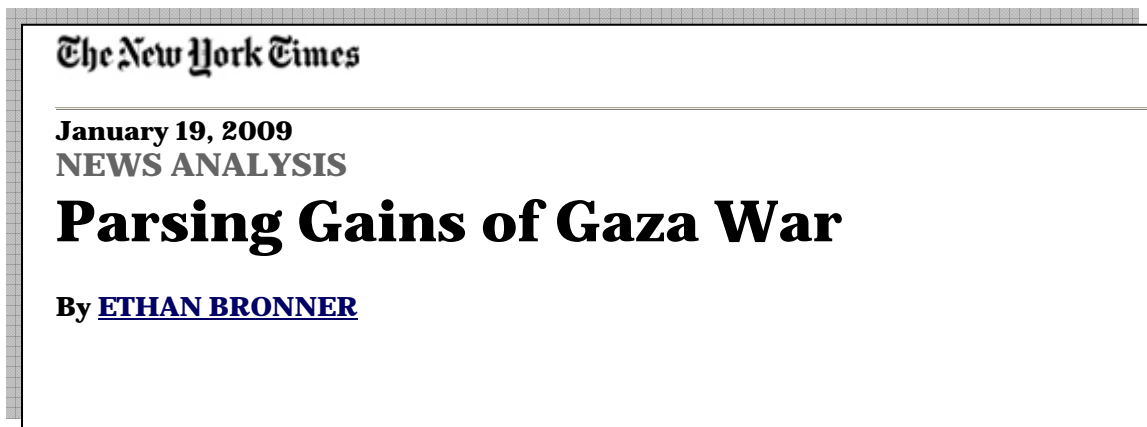 The New York Times
January 19, 2009
NEWS ANALYSIS
Parsing Gains of Gaza War
By ETHAN BRONNER